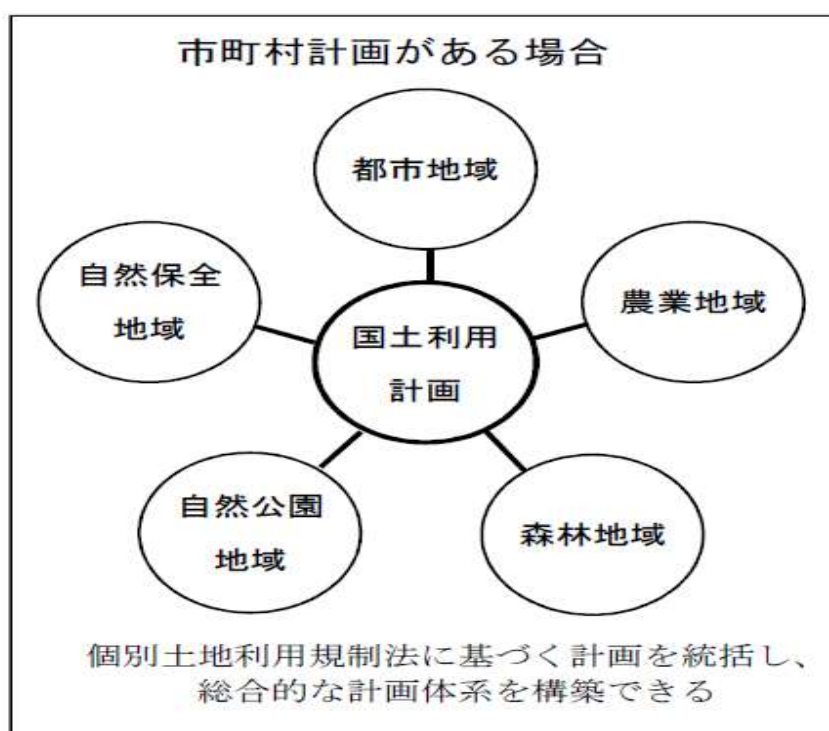 市町村計画がある場合
都市地域
自然保全
地域
農業地域
国土利用
計画
自然公園
地域
森林地域
個別土地利用規制法に基づく計画を統括し、
総合的な計画体系を構築できる